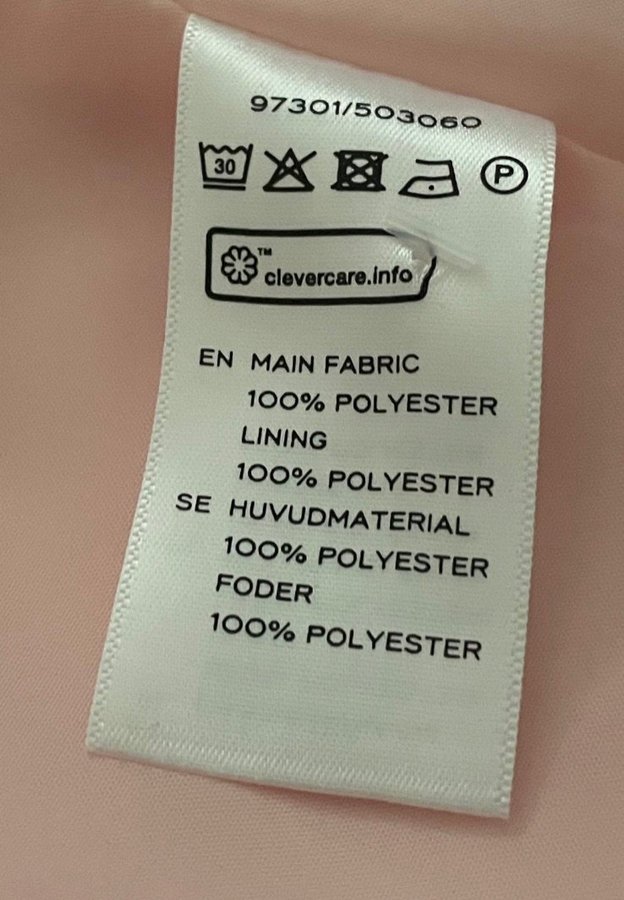 97301/503060
30
P
™
clevercare.info
EN MAIN FABRIC
100% POLYESTER
LINING
100% POLYESTER
SE HUVUDMATERIAL
100% POLYESTER
FODER
100% POLYESTER